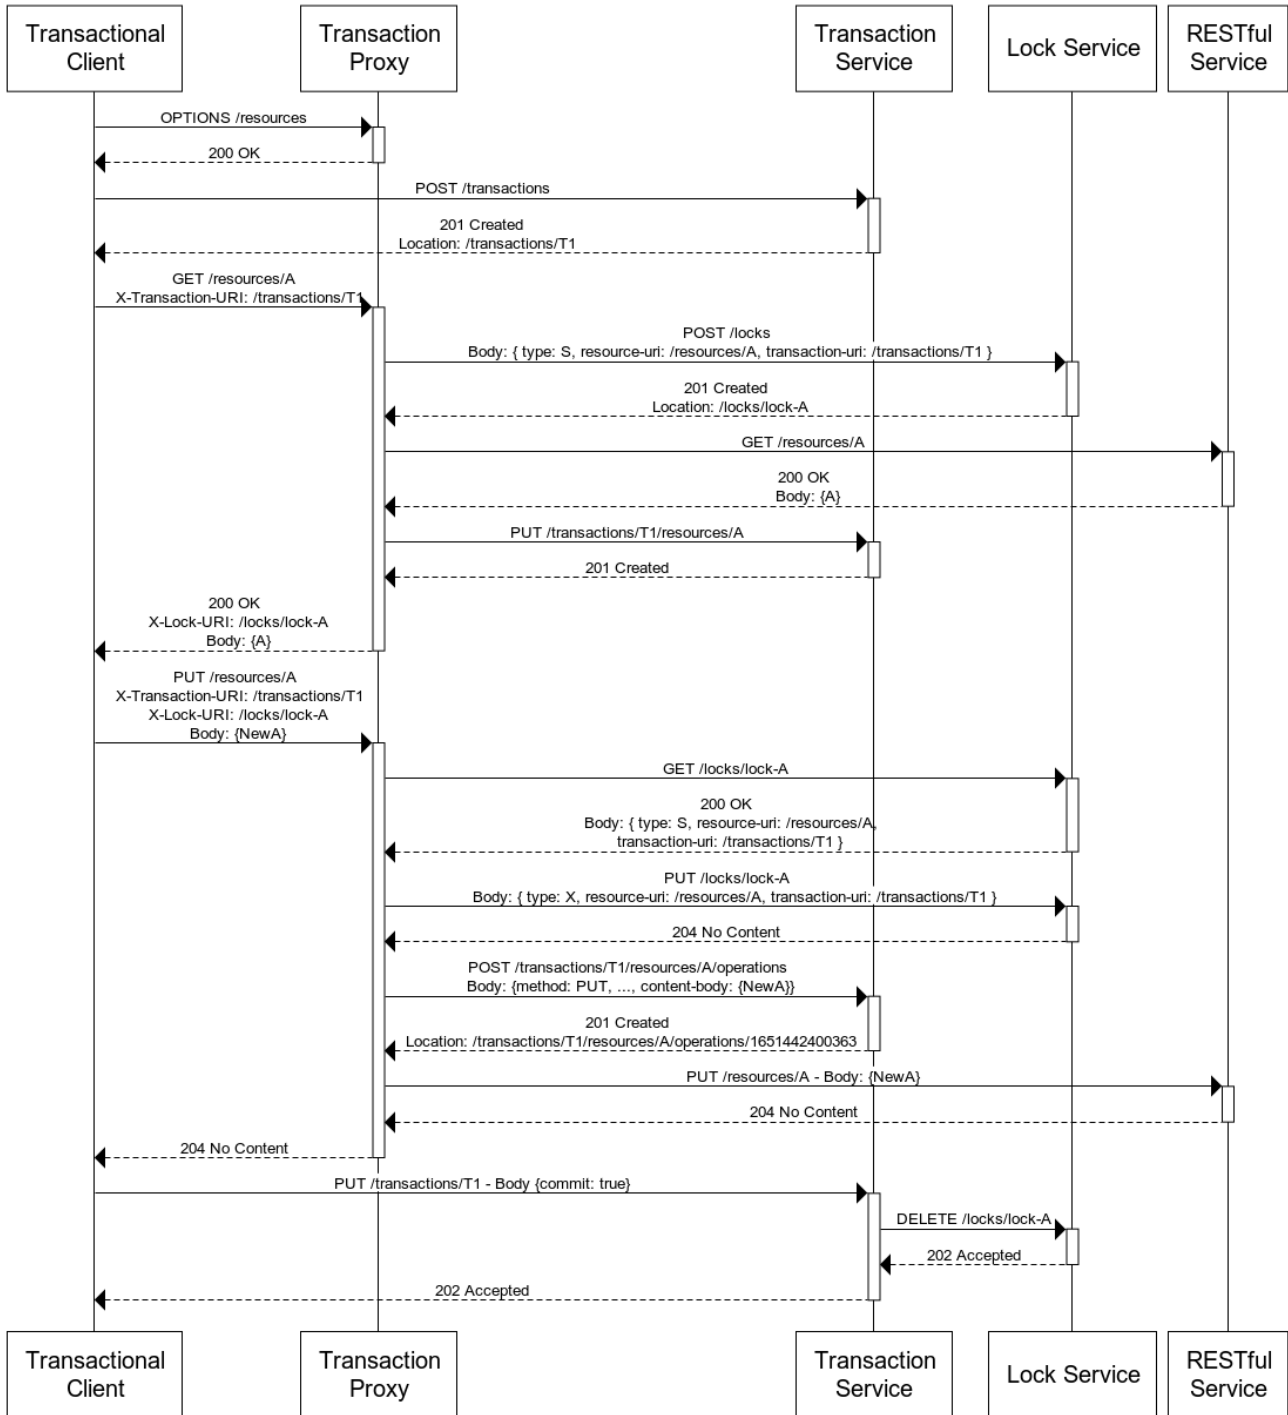 Transactional
Client
Transaction
Proxy
Transaction
Service
Lock Service
RESTful
Service
OPTIONS /resources
200 OK
POST /transactions
201 Created
Location: /transactions/T1
GET /resources/A
X-Transaction-URI: /transactions/T1
POST /locks
Body: { type: S, resource-uri: /resources/A, transaction-uri: /transactions/T1 }
201 Created
Location: /locks/lock-A
GET /resources/A
200 OK
Body: {A}
PUT /transactions/T1/resources/A
201 Created
200 OK
X-Lock-URI: /locks/lock-A
Body: {A}
PUT /resources/A
X-Transaction-URI: /transactions/T1
X-Lock-URI: /locks/lock-A
Body: {NewA}
GET /locks/lock-A
200 OK
Body: { type: S, resource-uri: /resources/A,
transaction-uri: /transactions/T1 }
PUT /locks/lock-A
Body: { type: X, resource-uri: /resources/A, transaction-uri: /transactions/T1 }
204 No Content
POST /transactions/T1/resources/A/operations
Body: {method: PUT, ..., content-body: {NewA}}
201 Created
Location: /transactions/T1/resources/A/operations/1651442400363
PUT /resources/A - Body: {NewA}
204 No Content
204 No Content
PUT /transactions/T1 - Body {commit: true}
DELETE /locks/lock-A
202 Accepted
202 Accepted
Transactional
Client
Transaction
Proxy
Transaction
Service
Lock Service
RESTful
Service